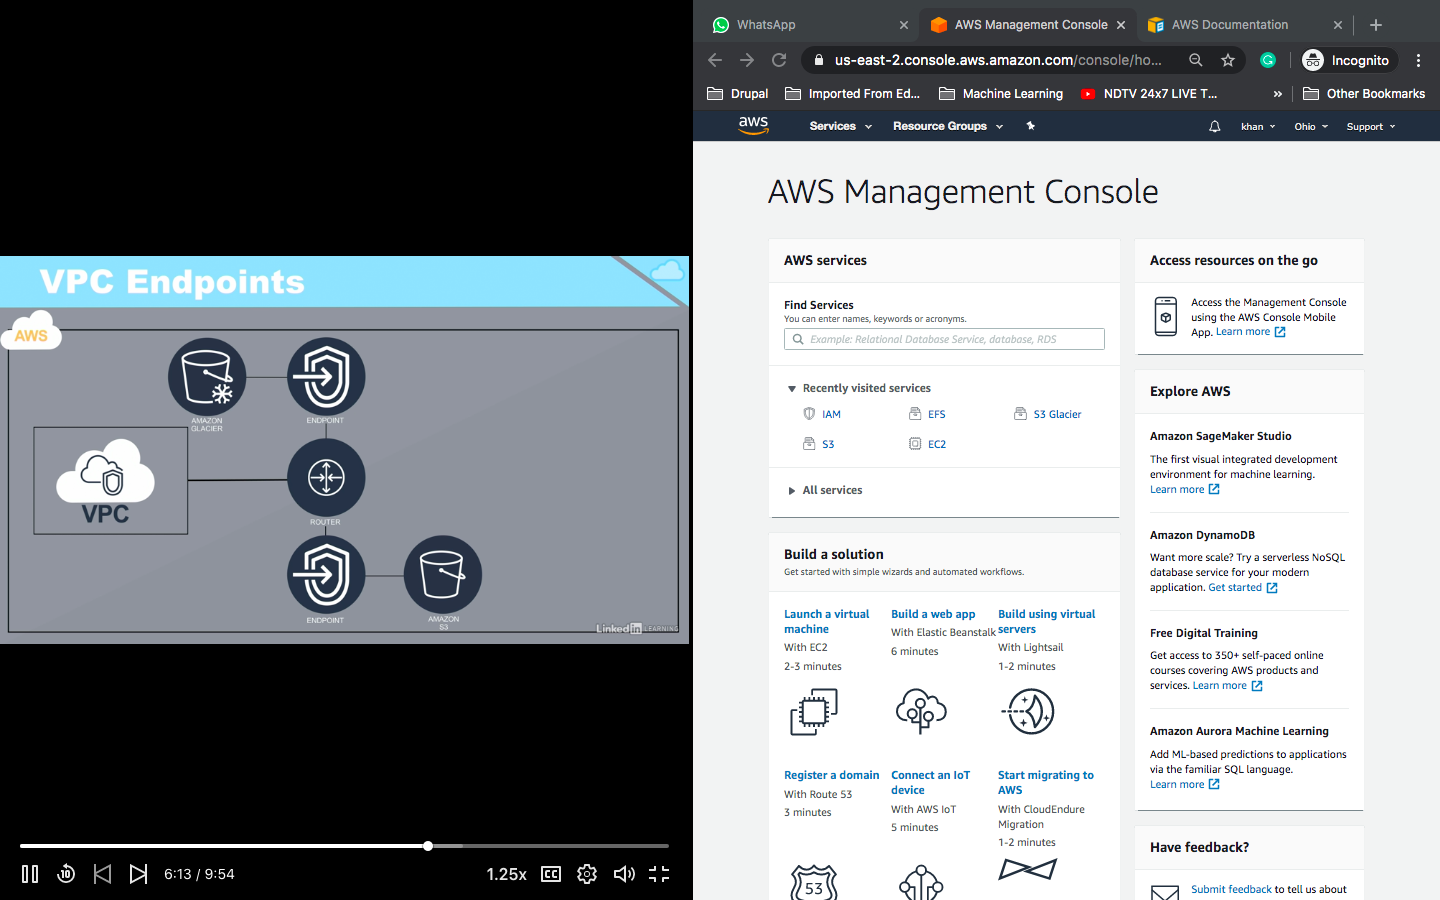 VPC Endpoints
AWS
AMAZON
GLACIER
ENDPOINT
VPC
ROUTER
ENDPOINT
AMAZON
S3
Linked in LEARNING
10
6:13 / 9:54
1.25x
CC
WhatsApp
AWS Management Console
AWS Documentation
us-east-2.console.aws.amazon.com/console/ho...
Incognito
Drupal
Imported From Ed...
Machine Learning
NDTV 24x7 LIVE T...
»
Other Bookmarks
aws
Services
Resource Groups
khan
Ohio
Support
AWS Management Console
AWS services
Find Services
You can enter names, keywords or acronyms.
Example: Relational Database Service, database, RDS
Recently visited services
IAM
EFS
S3 Glacier
S3
EC2
All services
Build a solution
Get started with simple wizards and automated workflows.
Launch a virtual
machine
With EC2
2-3 minutes
Build a web app
With Elastic Beanstalk
6 minutes
Build using virtual
servers
With Lightsail
1-2 minutes
Register a domain
With Route 53
3 minutes
53
Connect an IoT
device
With AWS IoT
5 minutes
Start migrating to
AWS
With CloudEndure
Migration
1-2 minutes
Access resources on the go
Access the Management Console
using the AWS Console Mobile
App. Learn more
Explore AWS
Amazon SageMaker Studio
The first visual integrated development
environment for machine learning.
Learn more
Amazon DynamoDB
Want more scale? Try a serverless NoSQL
database service for your modern
application. Get started
Free Digital Training
Get access to 350+ self-paced online
courses covering AWS products and
services. Learn more
Amazon Aurora Machine Learning
Add ML-based predictions to applications
via the familiar SQL language.
Learn more
Have feedback?
Submit feedback to tell us about